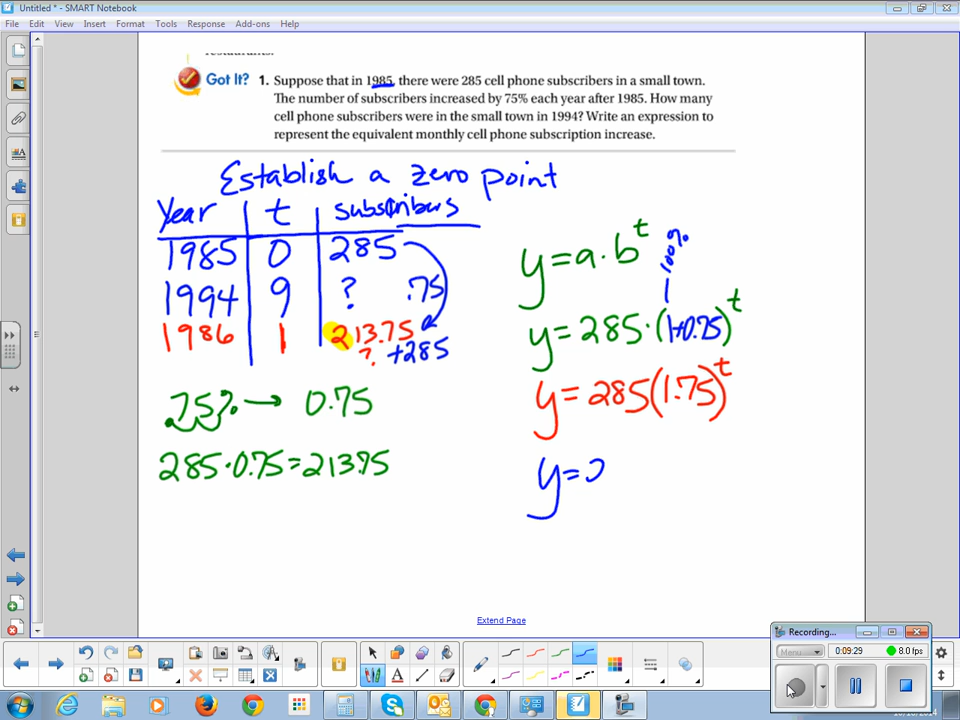 Untitled * - SMART Notebook
File Edit View Insert Format Tools Response Add-ons Help
Got It? 1. Suppose that in 1985, there were 285 cell phone subscribers in a small town.
The number of subscribers increased by 75% each year after 1985. How many
cell phone subscribers were in the small town in 1994? Write an expression to
represent the equivalent monthly cell phone subscription increase.
Establish a zero point
Year t subscribers
1985 0 285
1994 9 ? .75
1986 1 213.75
? +285
75% → 0.75
285·0.75=213.75
y=a·b^t
100%
1
y=285·(1+0.75)^t
y=285(1.75)^t
y=2
Extend Page
Recording...
Menu 0:09:29 8.0 fps